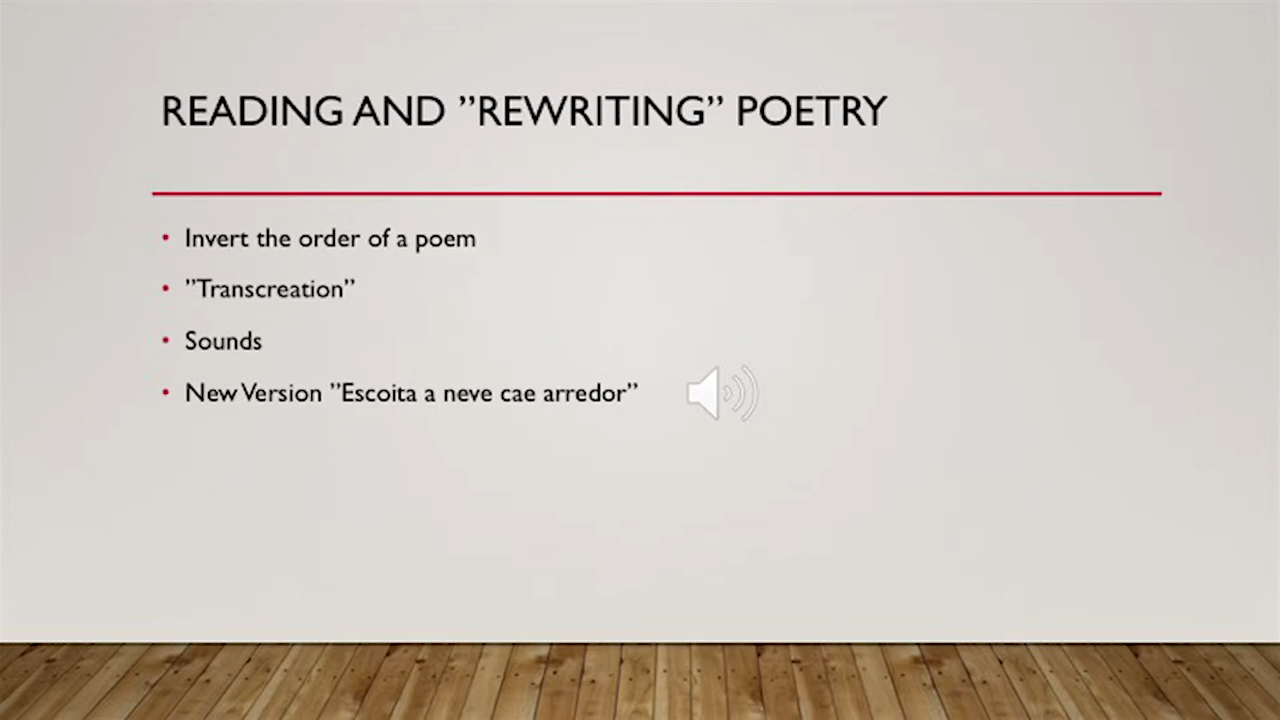 READING AND ”REWRITING” POETRY
• Invert the order of a poem
• ”Transcreation”
• Sounds
• New Version ”Escoita a neve cae arredor”